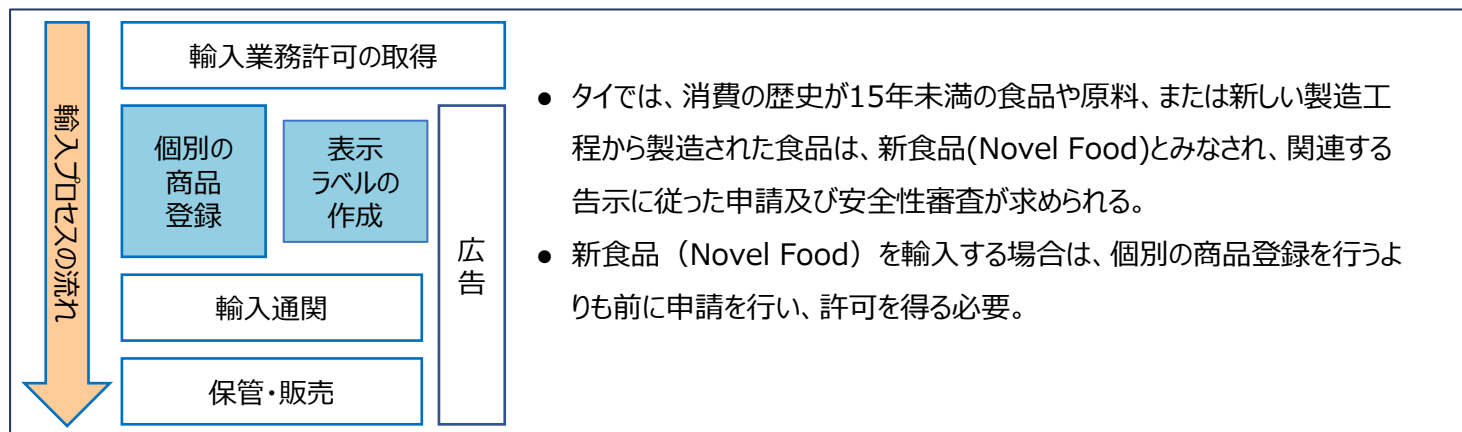 輸入プロセスの流れ
輸入業務許可の取得
個別の
商品
登録
表示
ラベルの
作成
広告
輸入通関
保管・販売
● タイでは、消費の歴史が15年未満の食品や原料、または新しい製造工
程から製造された食品は、新食品(Novel Food)とみなされ、関連する
告示に従った申請及び安全性審査が求められる。
● 新食品（Novel Food）を輸入する場合は、個別の商品登録を行うよ
りも前に申請を行い、許可を得る必要。